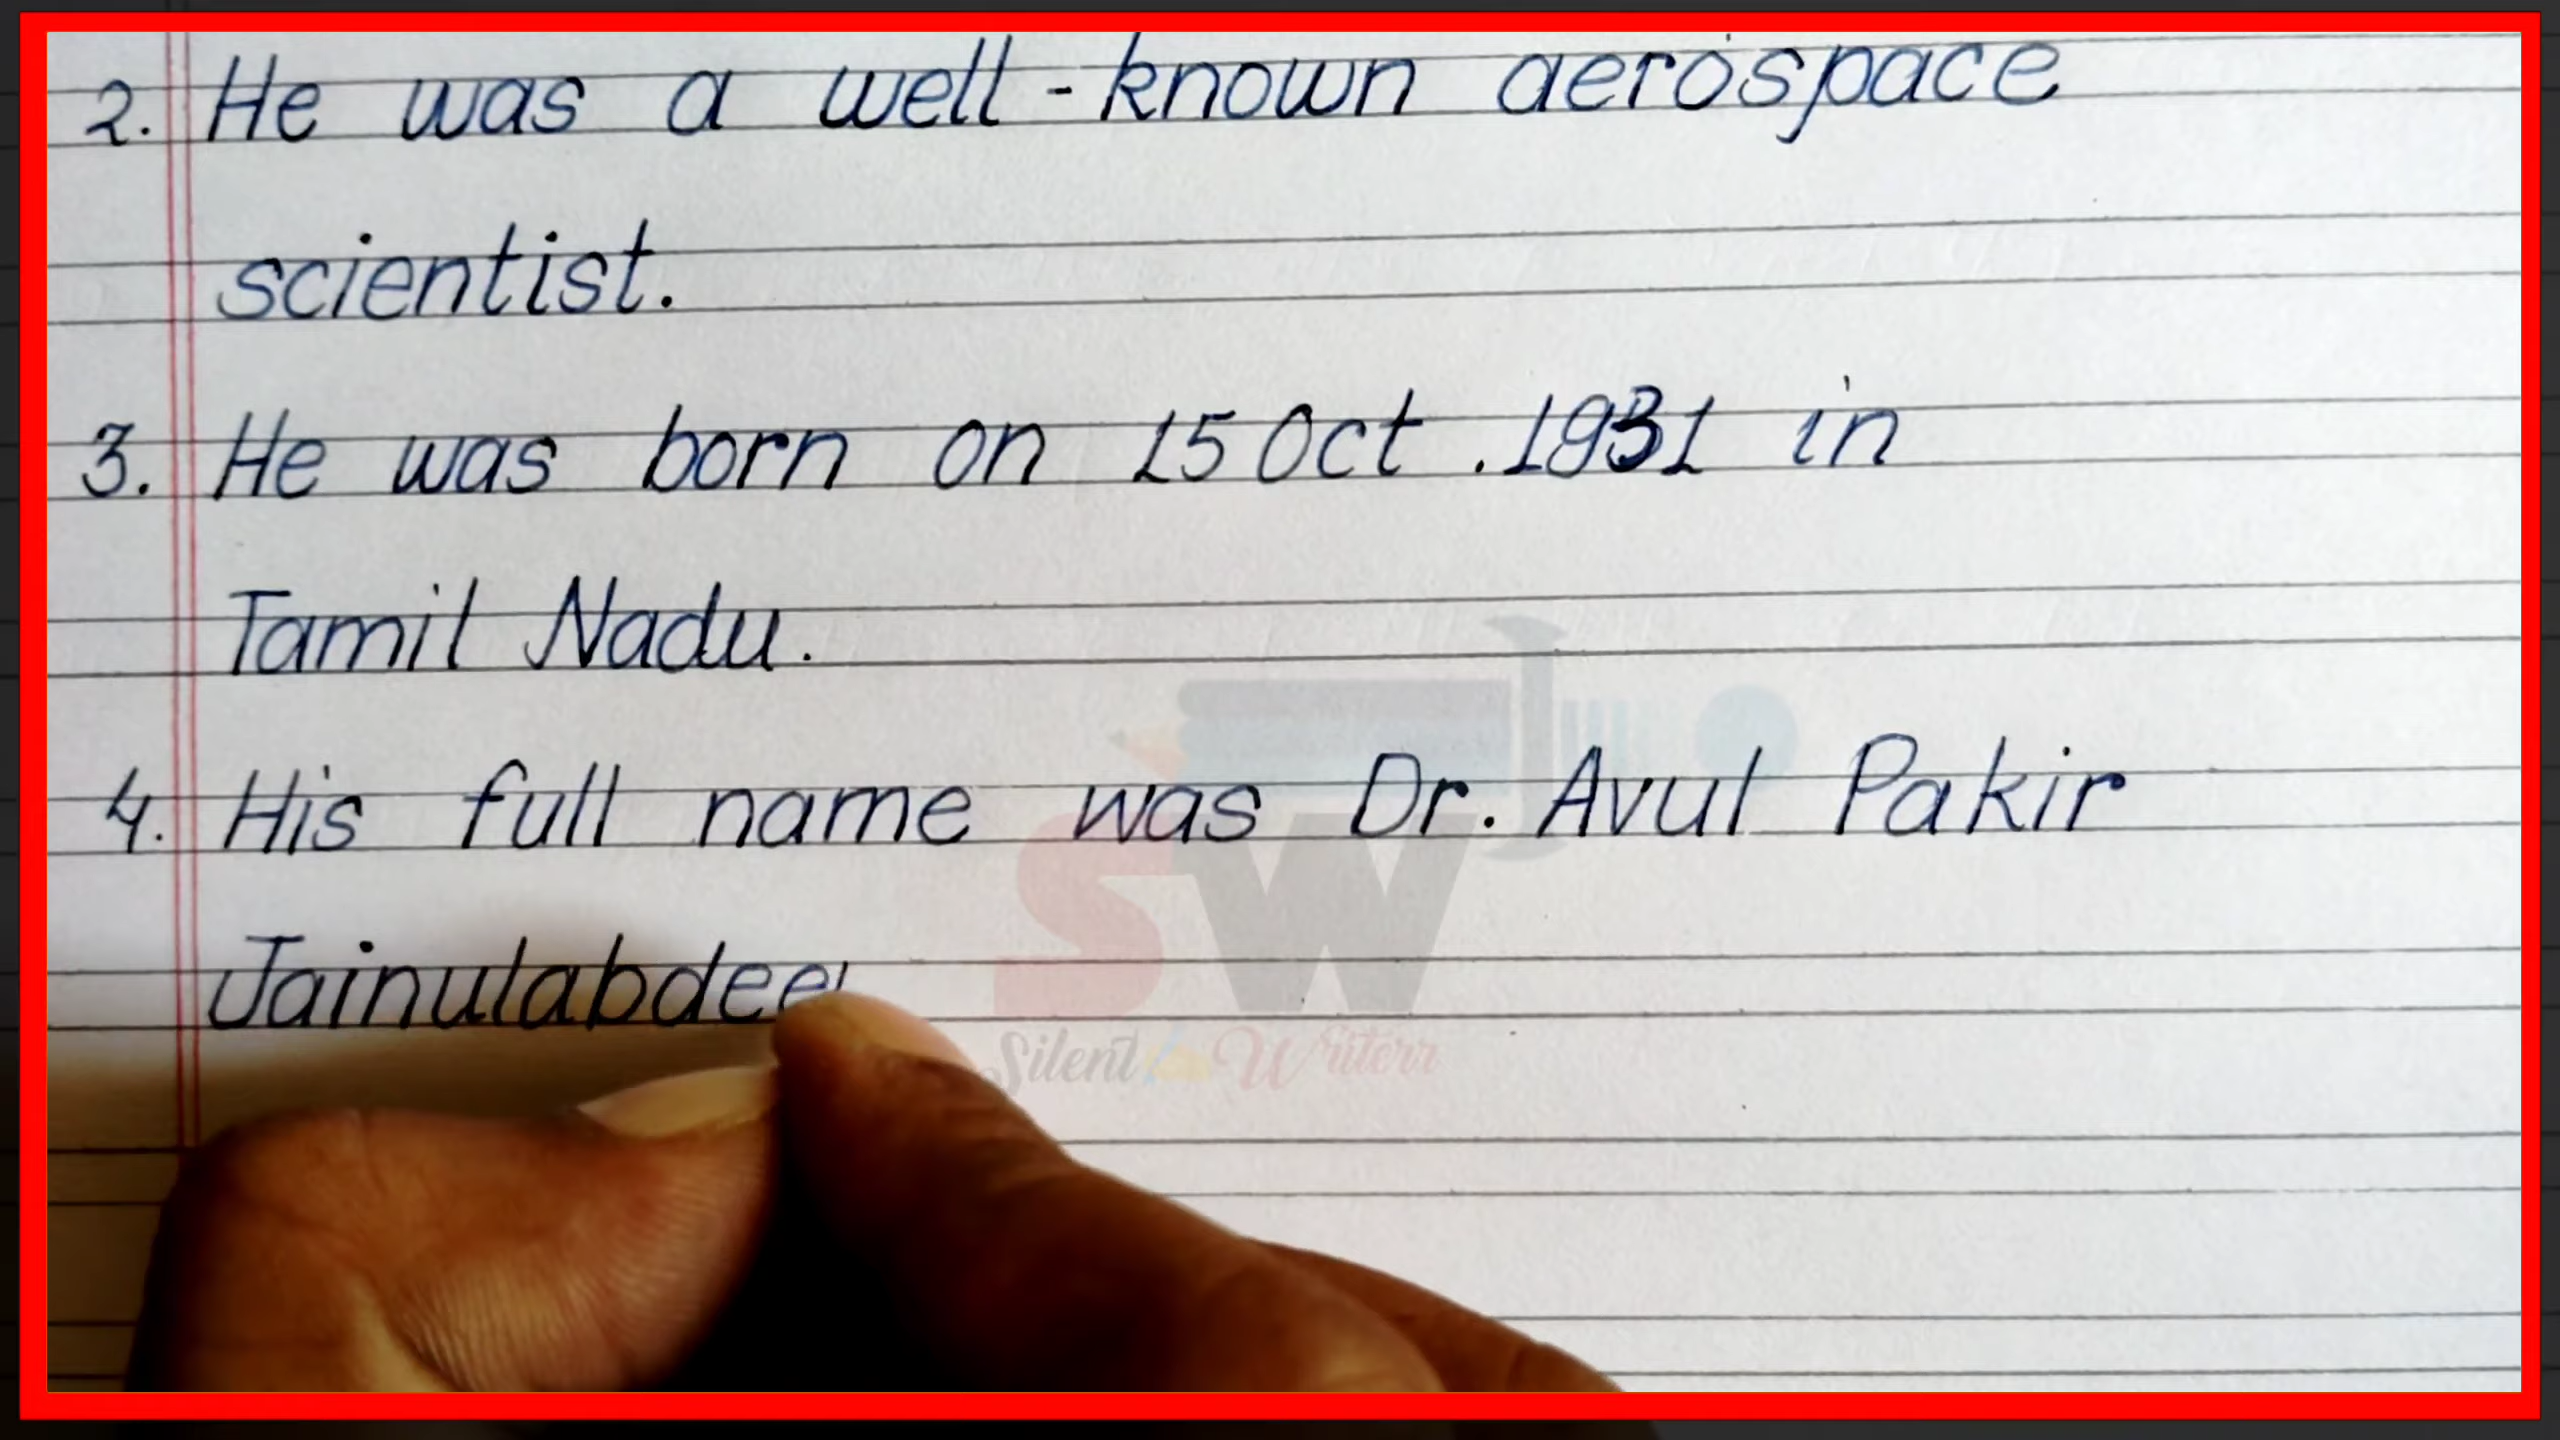 2. He was a well-known aerospace
scientist.
3. He was born on 15 Oct .1931 in
Tamil Nadu.
4. His full name was Dr. Avul Pakir
Jainulabdee
SW
Silent Writerr